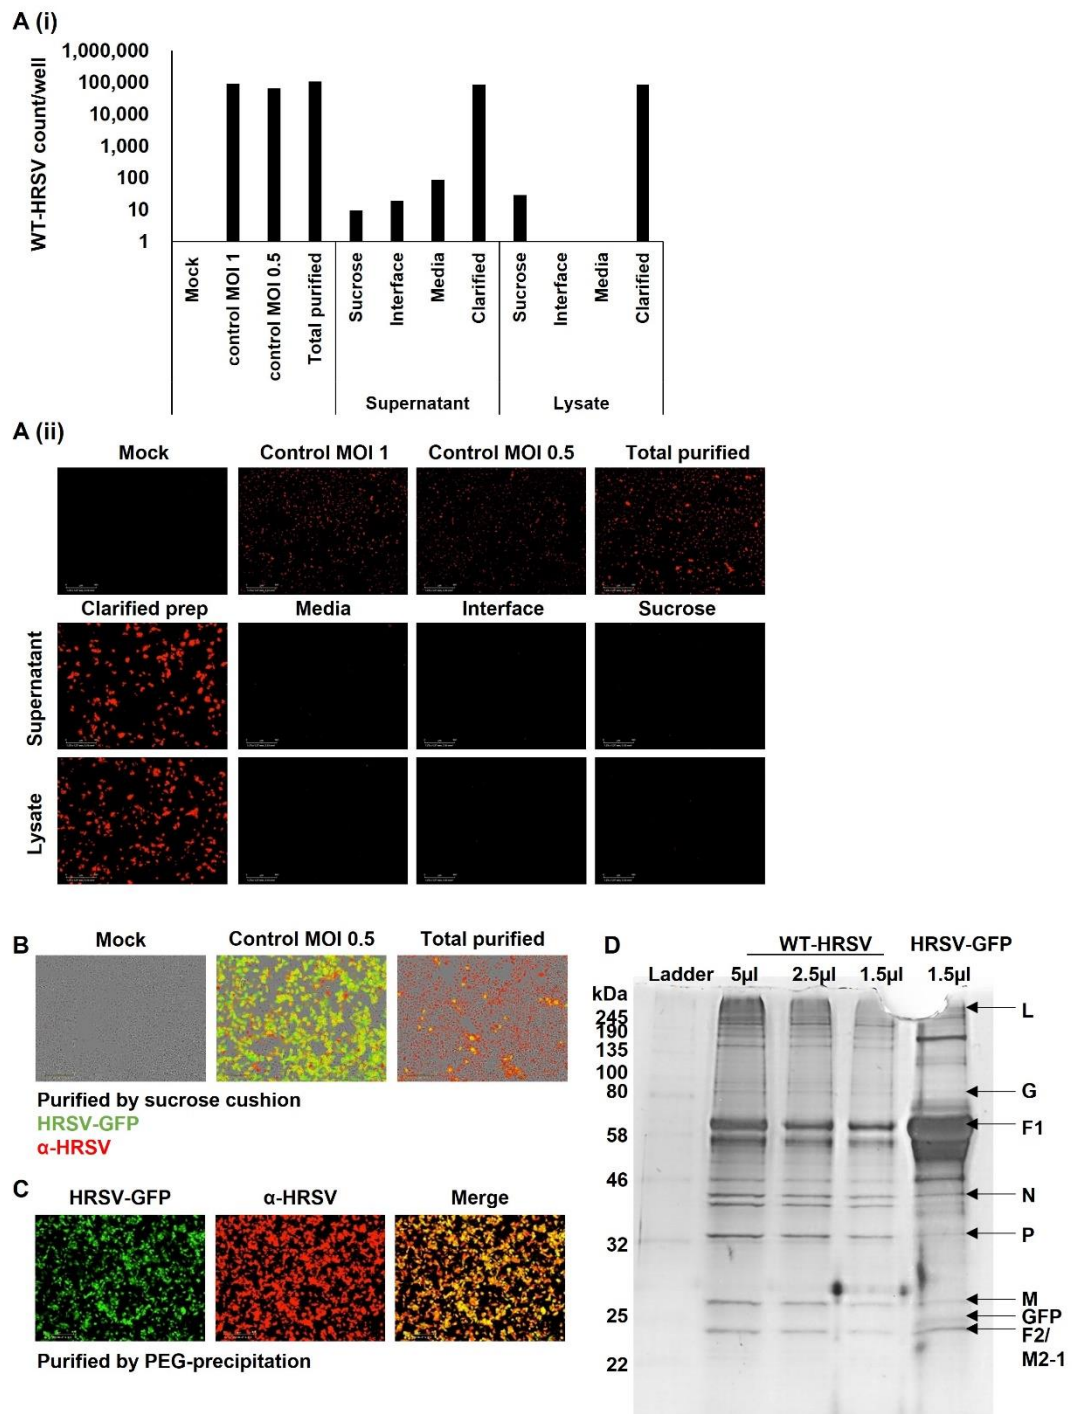 A (i)
WT-HRSV count/well
1,000,000
100,000
10,000
1,000
100
10
1
Mock
control MOI 1
control MOI 0.5
Total purified
Sucrose
Interface
Media
Clarified
Sucrose
Interface
Media
Clarified
Supernatant
Lysate
A (ii)
Mock
Control MOI 1
Control MOI 0.5
Total purified
Clarified prep
Media
Interface
Sucrose
Supernatant
Lysate
B
Mock
Control MOI 0.5
Total purified
Purified by sucrose cushion
HRSV-GFP
α-HRSV
C
HRSV-GFP
α-HRSV
Merge
Purified by PEG-precipitation
D
WT-HRSV
HRSV-GFP
Ladder
5µl
2.5µl
1.5µl
1.5µl
kDa
245
190
135
100
80
58
46
32
25
22
L
G
F1
N
P
M
GFP
F2/
M2-1